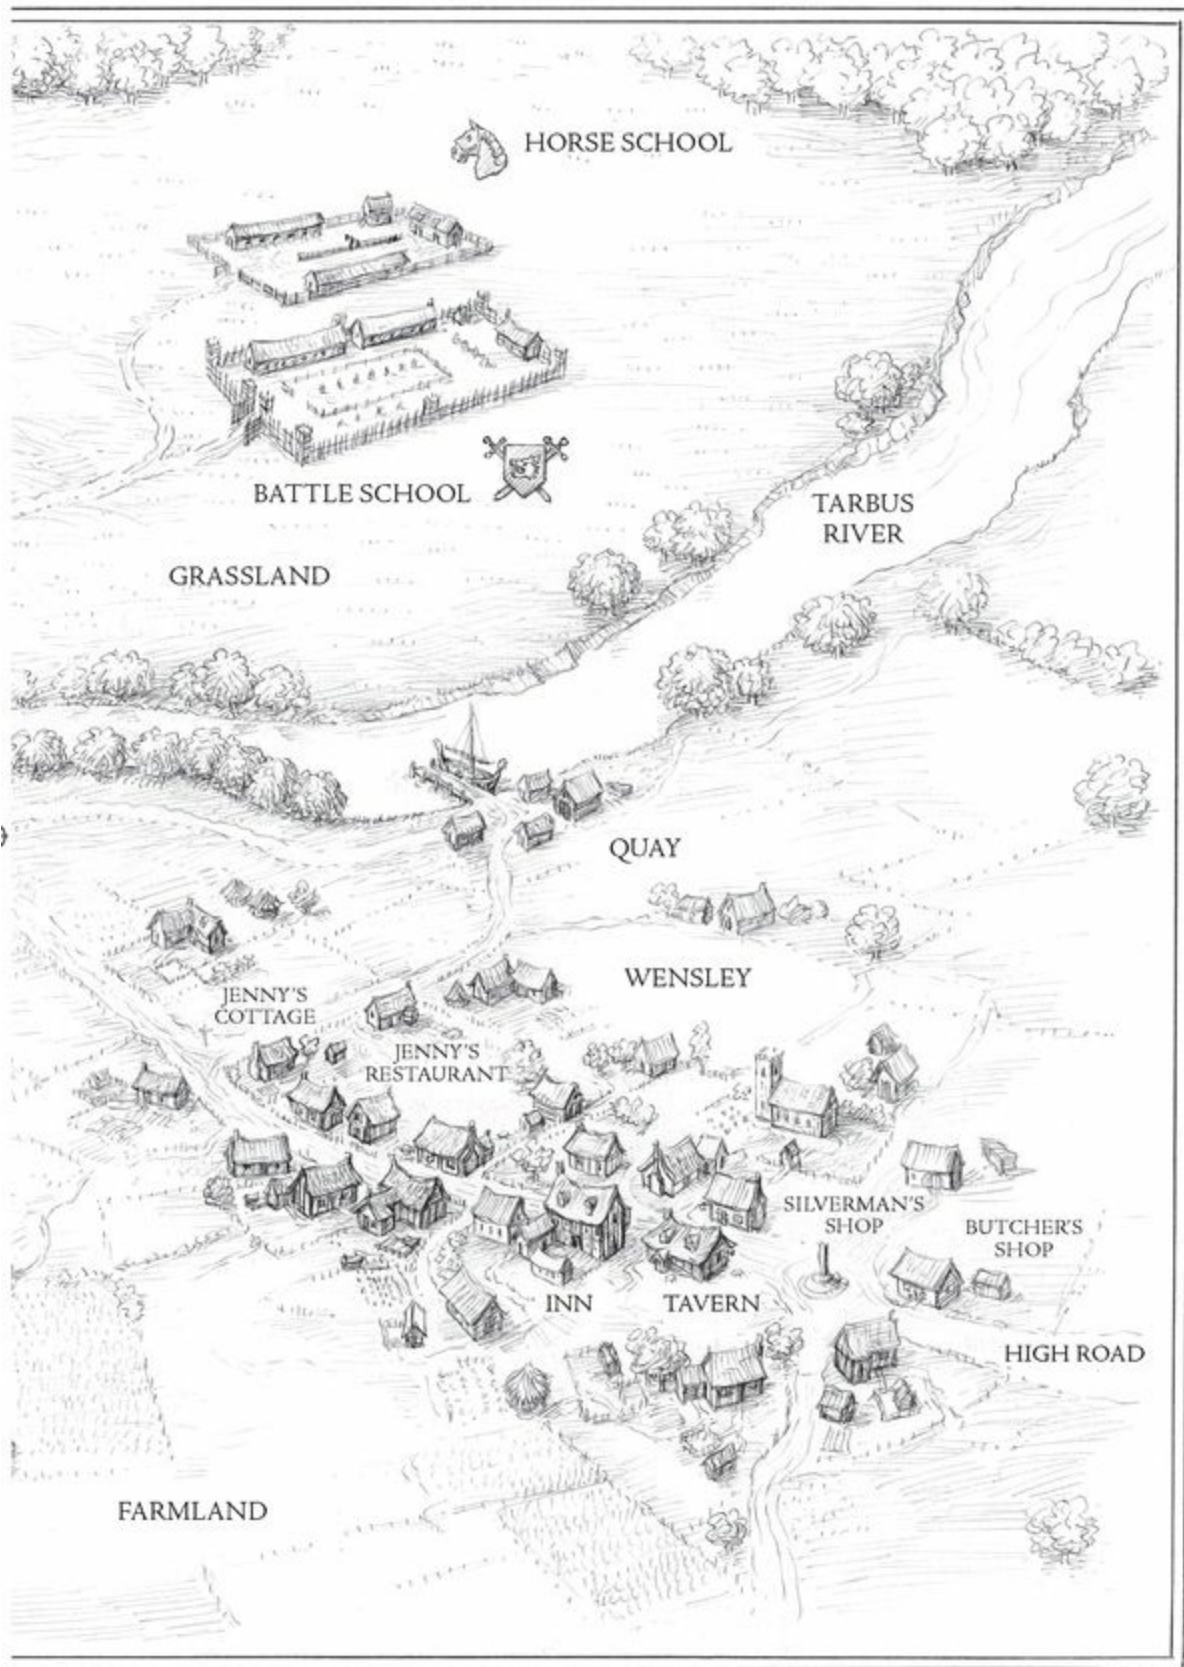 HORSE SCHOOL
BATTLE SCHOOL
TARBUS
RIVER
GRASSLAND
QUAY
WENSLEY
JENNY'S
COTTAGE
JENNY'S
RESTAURANT
SILVERMAN'S
SHOP
BUTCHER'S
SHOP
INN
TAVERN
HIGH ROAD
FARMLAND